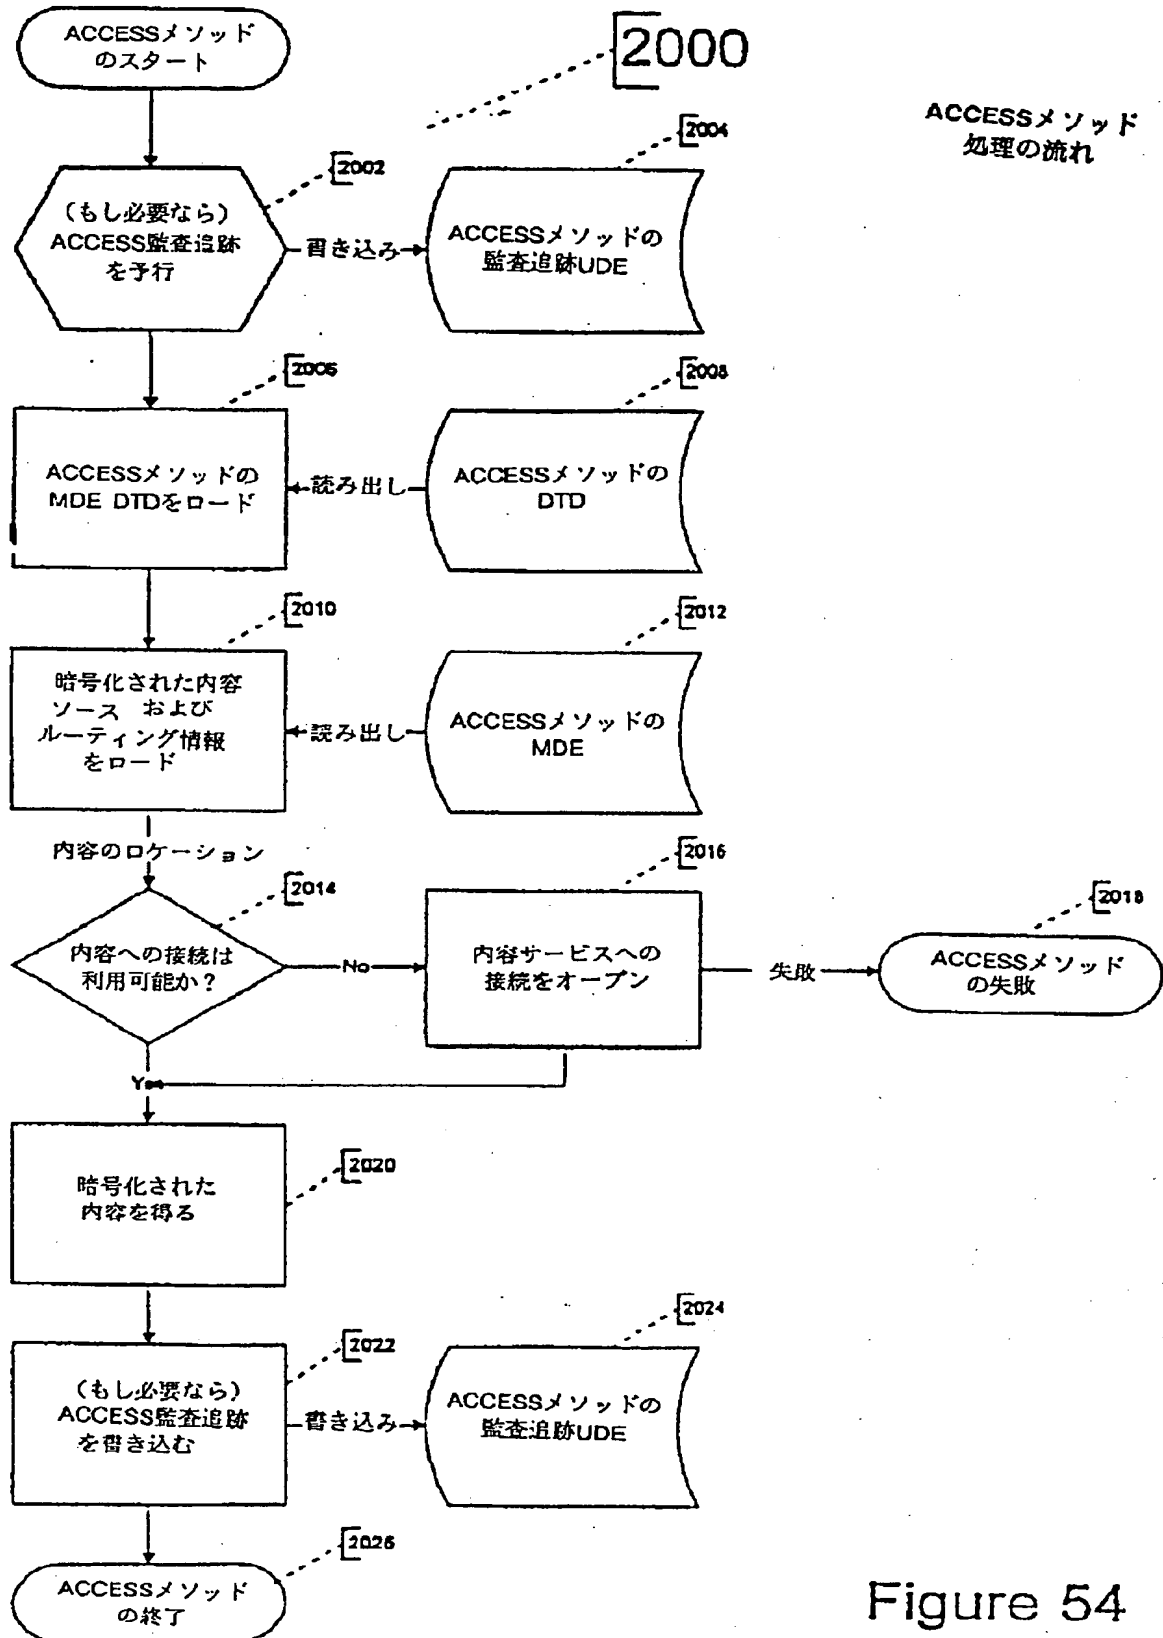 ACCESSメソッド
のスタート
2000
ACCESSメソッド
処理の流れ
2002
2004
(もし必要なら)
ACCESS監査追跡
を予行
書き込み
ACCESSメソッドの
監査追跡UDE
2006
2008
ACCESSメソッドの
MDE DTDをロード
読み出し
ACCESSメソッドの
DTD
2010
2012
暗号化された内容
ソース および
ルーティング情報
をロード
読み出し
ACCESSメソッドの
MDE
内容のロケーション
2014
2016
2018
内容への接続は
利用可能か?
No
内容サービスへの
接続をオープン
失敗
ACCESSメソッド
の失敗
Y
2020
暗号化された
内容を得る
2022
2024
(もし必要なら)
ACCESS監査追跡
を書き込む
書き込み
ACCESSメソッドの
監査追跡UDE
2026
ACCESSメソッド
の終了
Figure 54